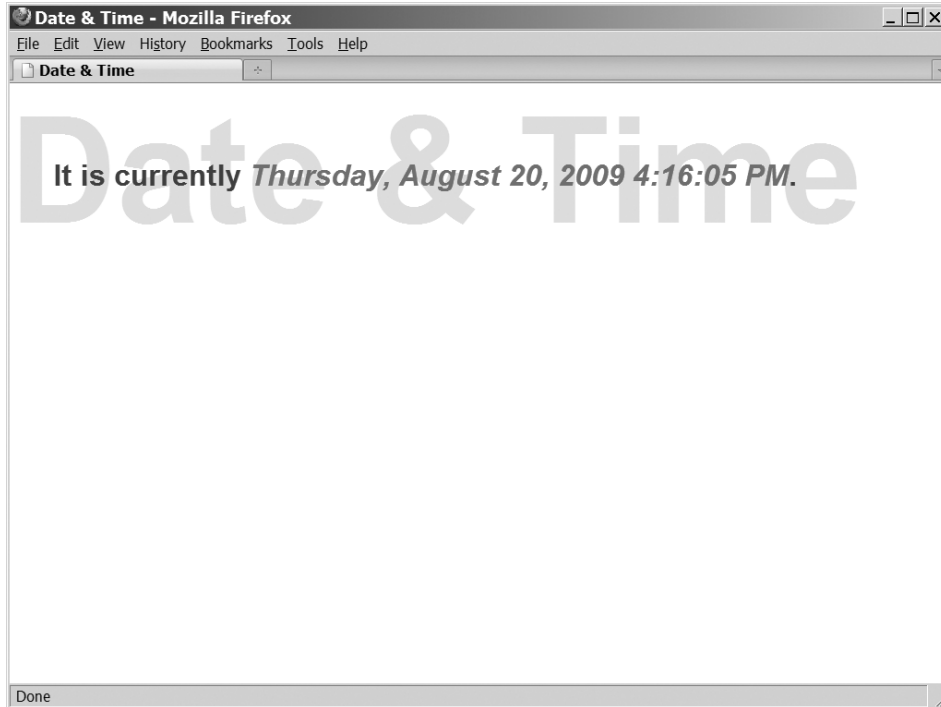 Date & Time - Mozilla Firefox
File Edit View History Bookmarks Tools Help
Date & Time
Date & Time
It is currently Thursday, August 20, 2009 4:16:05 PM.
Done